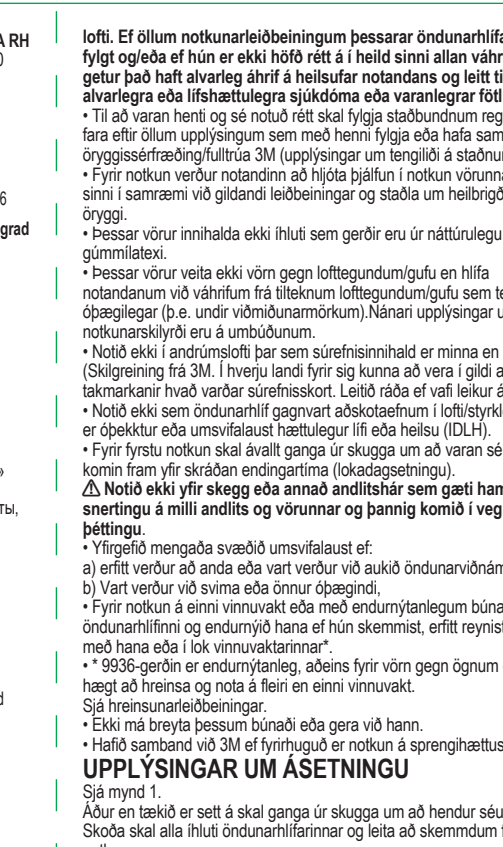 A RH
0
6
grad
»
ты,
d
lofti. Ef öllum notkunarleiðbeiningum þessarar öndunarhlífa
fylgt og/eða ef hún er ekki höfð rétt á í heild sinni allan váhr
getur það haft alvarleg áhrif á heilsufar notandans og leitt ti
alvarlegra eða lífshættulegra sjúkdóma eða varanlegrar fötl
• Til að varan henti og sé notuð rétt skal fylgja staðbundnum reg
fara eftir öllum upplýsingum sem með henni fylgja eða hafa sam
öryggissérfræðing/fulltrúa 3M (upplýsingar um tengiliði á staðnu
• Fyrir notkun verður notandinn að hljóta þjálfun í notkun vörunna
sinni í samræmi við gildandi leiðbeiningar og staðla um heilbrigð
öryggi.
• Þessar vörur innihalda ekki íhluti sem gerðir eru úr náttúrulegu
gúmmílatexi.
• Þessar vörur veita ekki vörn gegn lofttegundum/gufu en hlífa
notandanum við váhrifum frá tilteknum lofttegundum/gufu sem te
óþægilegar (þ.e. undir viðmiðunarmörkum).Nánari upplýsingar u
notkunarskilyrði eru á umbúðunum.
• Notið ekki í andrúmslofti þar sem súrefnisinnihald er minna en
(Skilgreining frá 3M. Í hverju landi fyrir sig kunna að vera í gildi a
takmarkanir hvað varðar súrefnisskort. Leitið ráða ef vafi leikur á
• Notið ekki sem öndunarhlíf gagnvart aðskotaefnum í lofti/styrkl
er óþekktur eða umsvifalaust hættulegur lífi eða heilsu (IDLH).
• Fyrir fyrstu notkun skal ávallt ganga úr skugga um að varan sé
komin fram yfir skráðan endingartíma (lokadagsetningu).
⚠ Notið ekki yfir skegg eða annað andlitshár sem gæti ham
snertingu á milli andlits og vörunnar og þannig komið í veg
þéttingu.
• Yfirgefið mengaða svæðið umsvifalaust ef:
a) erfitt verður að anda eða vart verður við aukið öndunarviðnám
b) Vart verður við svima eða önnur óþægindi,
• Fyrir notkun á einni vinnuvakt eða með endurnýtanlegum búna
öndunarhlífinni og endurnýið hana ef hún skemmist, erfitt reynist
með hana eða í lok vinnuvaktarinnar*.
• * 9936-gerðin er endurnýtanleg, aðeins fyrir vörn gegn ögnum
hægt að hreinsa og nota á fleiri en einni vinnuvakt.
Sjá hreinsunarleiðbeiningar.
• Ekki má breyta þessum búnaði eða gera við hann.
• Hafið samband við 3M ef fyrirhuguð er notkun á sprengihættus
UPPLÝSINGAR UM ÁSETNINGU
Sjá mynd 1.
Áður en tækið er sett á skal ganga úr skugga um að hendur séu
Skoða skal alla íhluti öndunarhlífarinnar og leita að skemmdum f